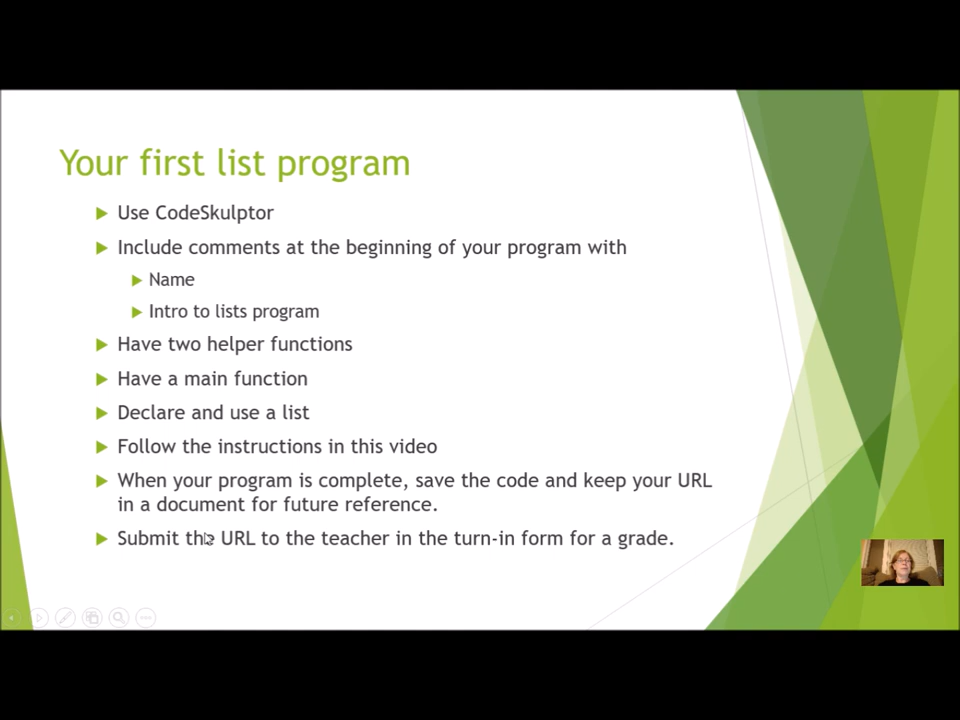 Your first list program
Use CodeSkulptor
Include comments at the beginning of your program with
Name
Intro to lists program
Have two helper functions
Have a main function
Declare and use a list
Follow the instructions in this video
When your program is complete, save the code and keep your URL
in a document for future reference.
Submit the URL to the teacher in the turn-in form for a grade.